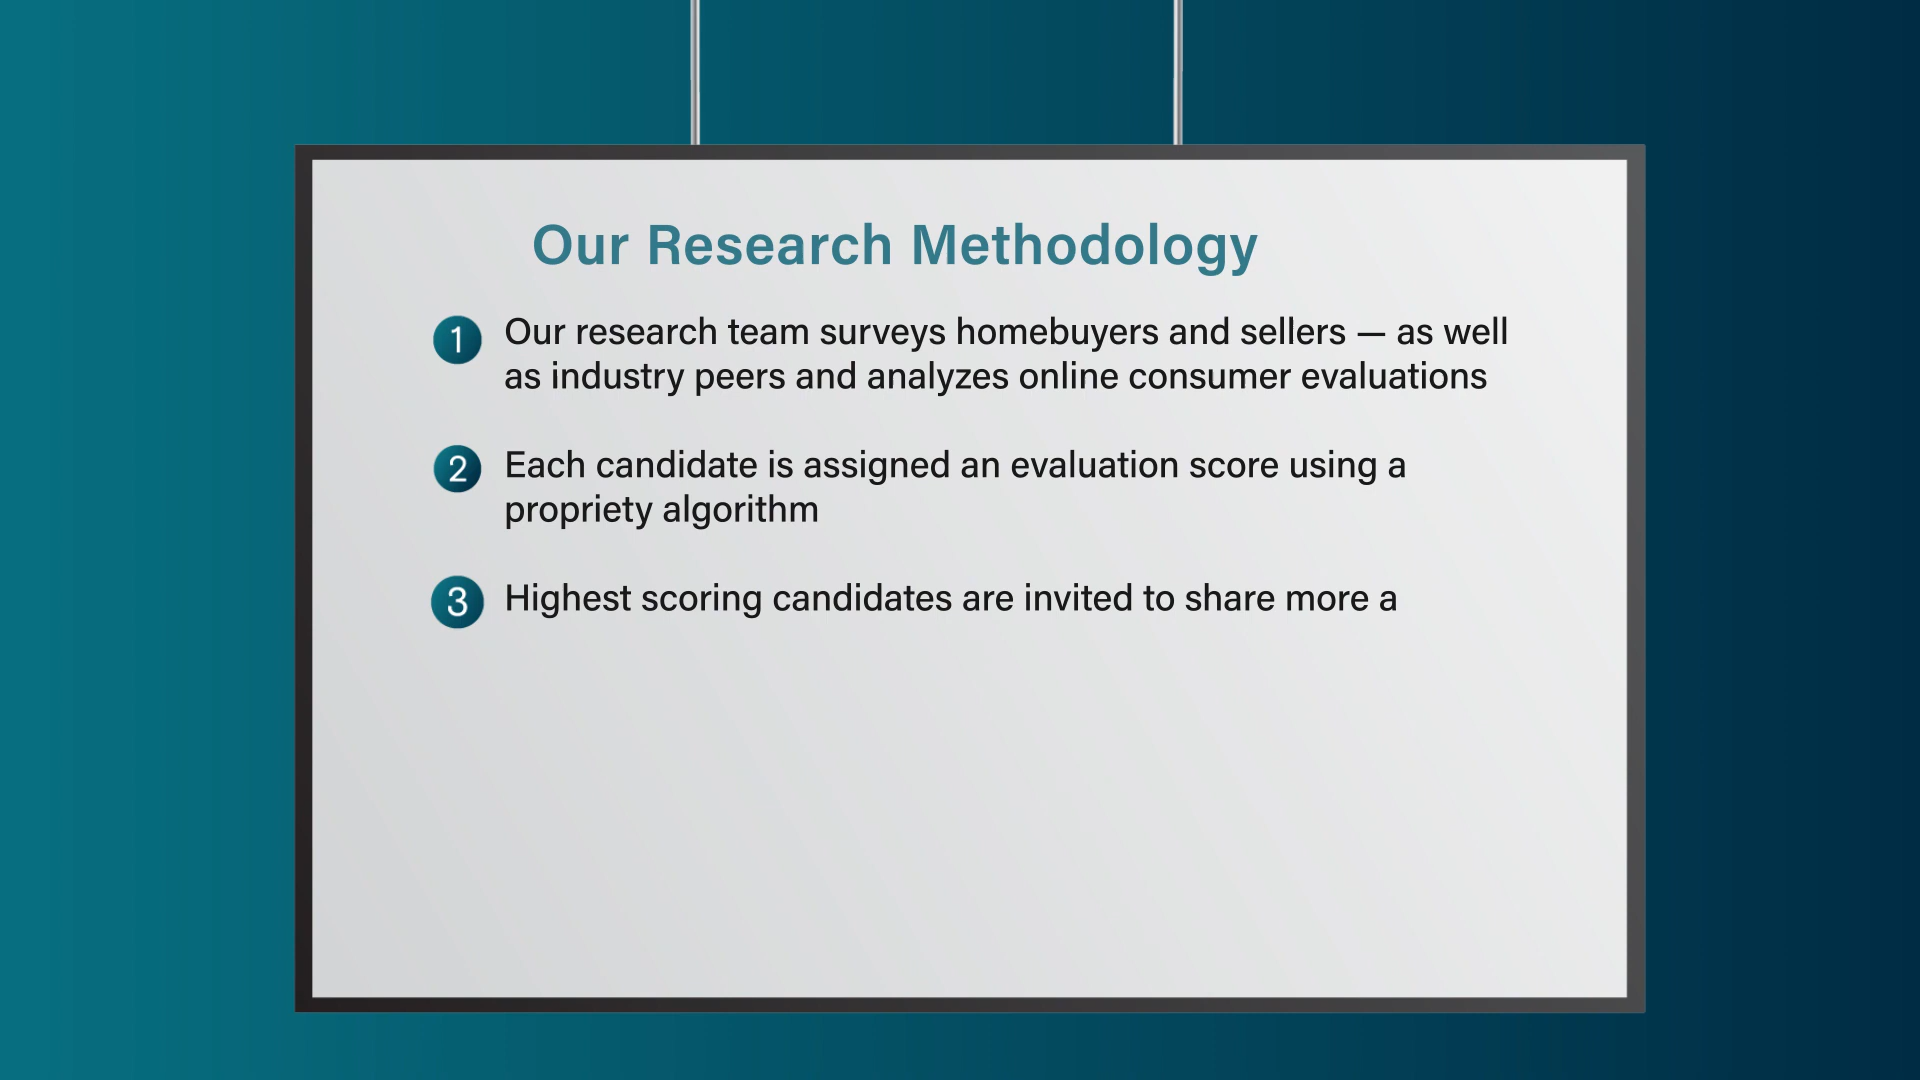 Our Research Methodology
1 Our research team surveys homebuyers and sellers — as well
as industry peers and analyzes online consumer evaluations
2 Each candidate is assigned an evaluation score using a
propriety algorithm
3 Highest scoring candidates are invited to share more a